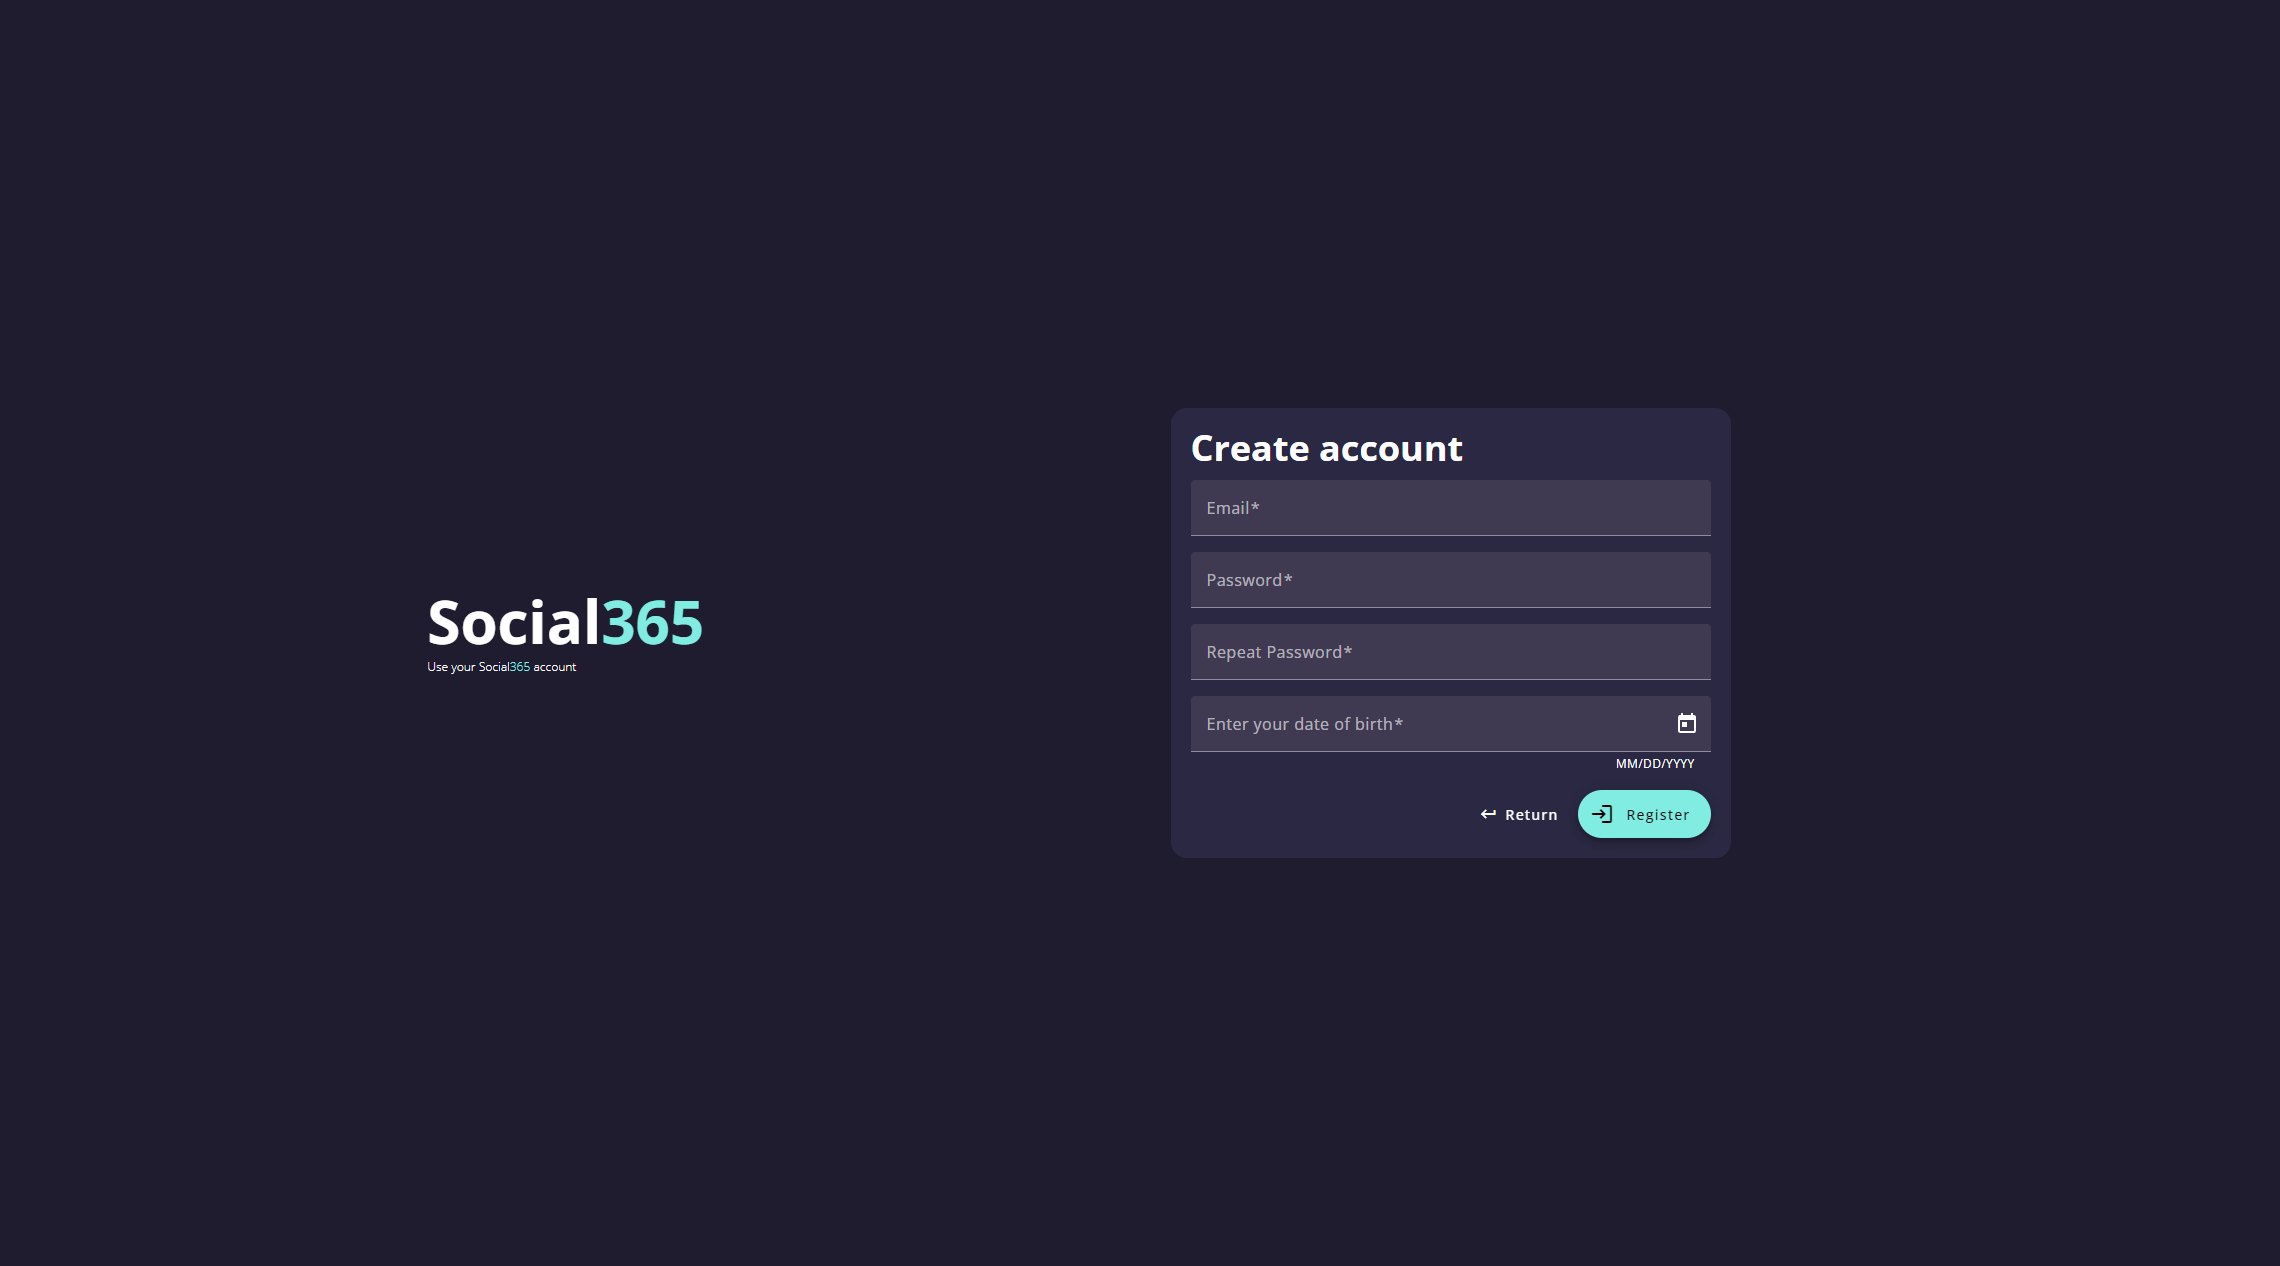 Social365
Use your Social365 account
Create account
Email*
Password*
Repeat Password*
Enter your date of birth*
MM/DD/YYYY
Return
Register